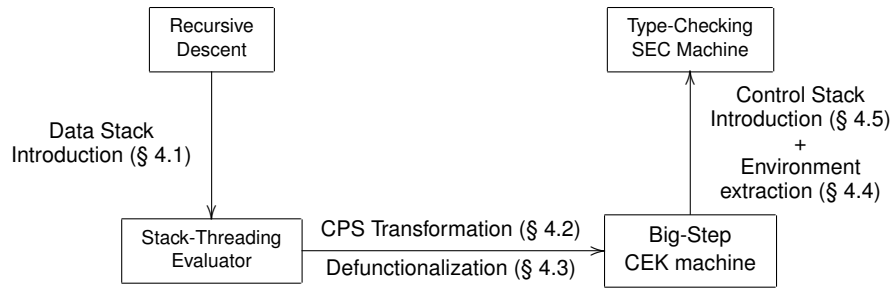 Recursive
Descent
Type-Checking
SEC Machine
Data Stack
Introduction (§ 4.1)
Control Stack
Introduction (§ 4.5)
+
Environment
extraction (§ 4.4)
Stack-Threading
Evaluator
CPS Transformation (§ 4.2)
Defunctionalization (§ 4.3)
Big-Step
CEK machine